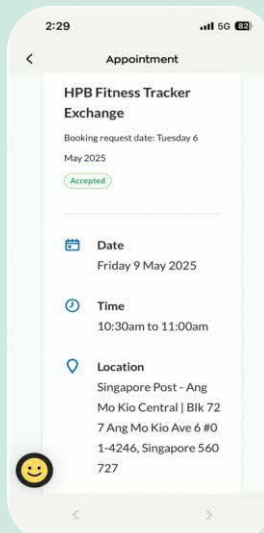 2:29
5G 82
Appointment
HPB Fitness Tracker
Exchange
Booking request date: Tuesday 6
May 2025
Accepted
Date
Friday 9 May 2025
Time
10:30am to 11:00am
Location
Singapore Post - Ang
Mo Kio Central | Blk 72
7 Ang Mo Kio Ave 6 #0
1-4246, Singapore 560
727